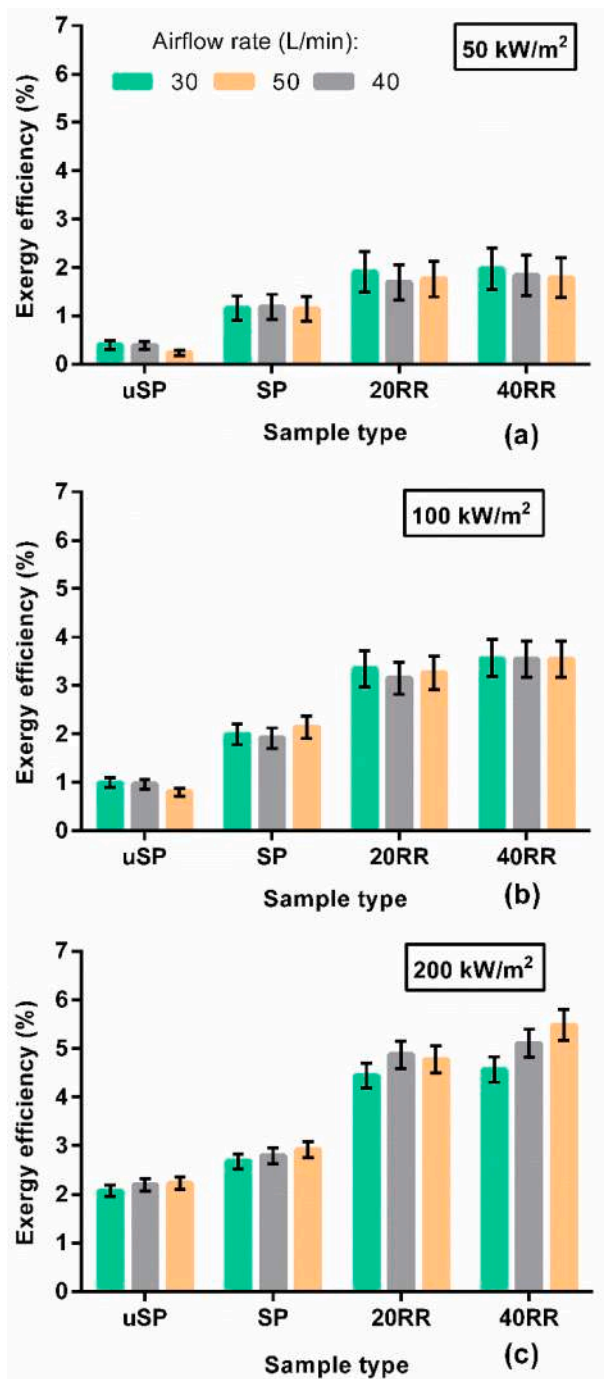 7
Airflow rate (L/min):
50 kW/m²
6
30 50 40
5
4
3
2
1
0
Exergy efficiency (%)
uSP SP 20RR 40RR
Sample type (a)
7
100 kW/m²
6
5
4
3
2
1
0
Exergy efficiency (%)
uSP SP 20RR 40RR
Sample type (b)
7
200 kW/m²
6
5
4
3
2
1
0
Exergy efficiency (%)
uSP SP 20RR 40RR
Sample type (c)